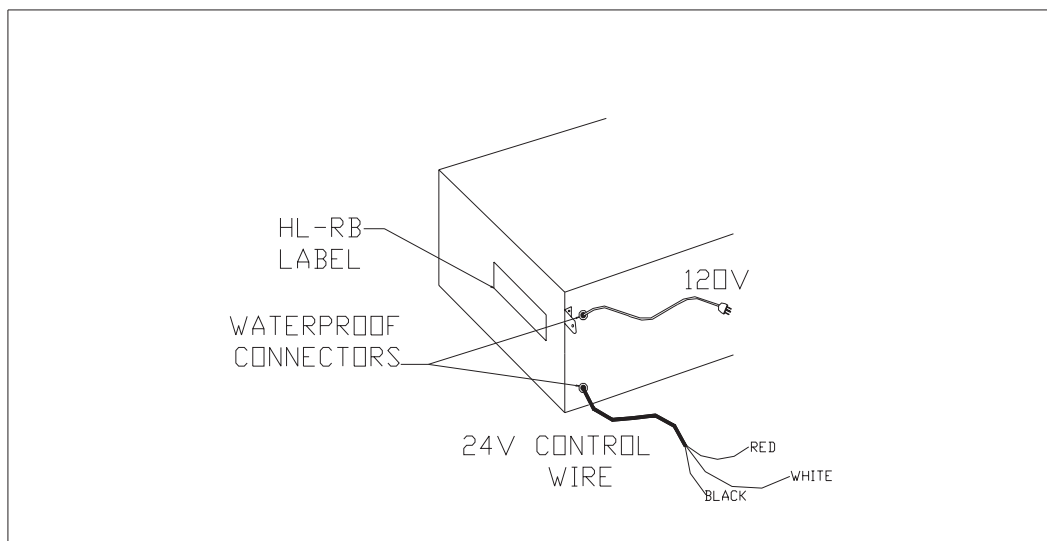 HL-RB
LABEL
120V
WATERPROOF
CONNECTORS
24V CONTROL
WIRE
RED
WHITE
BLACK